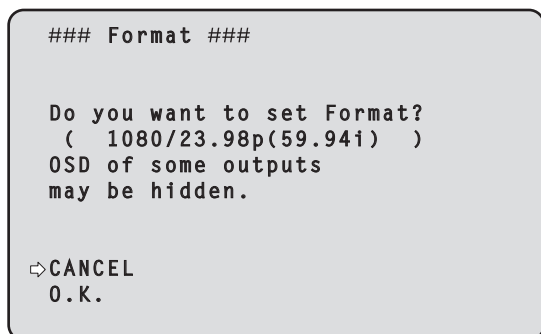 ### Format ###
Do you want to set Format?
( 1080/23.98p(59.94i) )
OSD of some outputs
may be hidden.
⇨CANCEL
O.K.